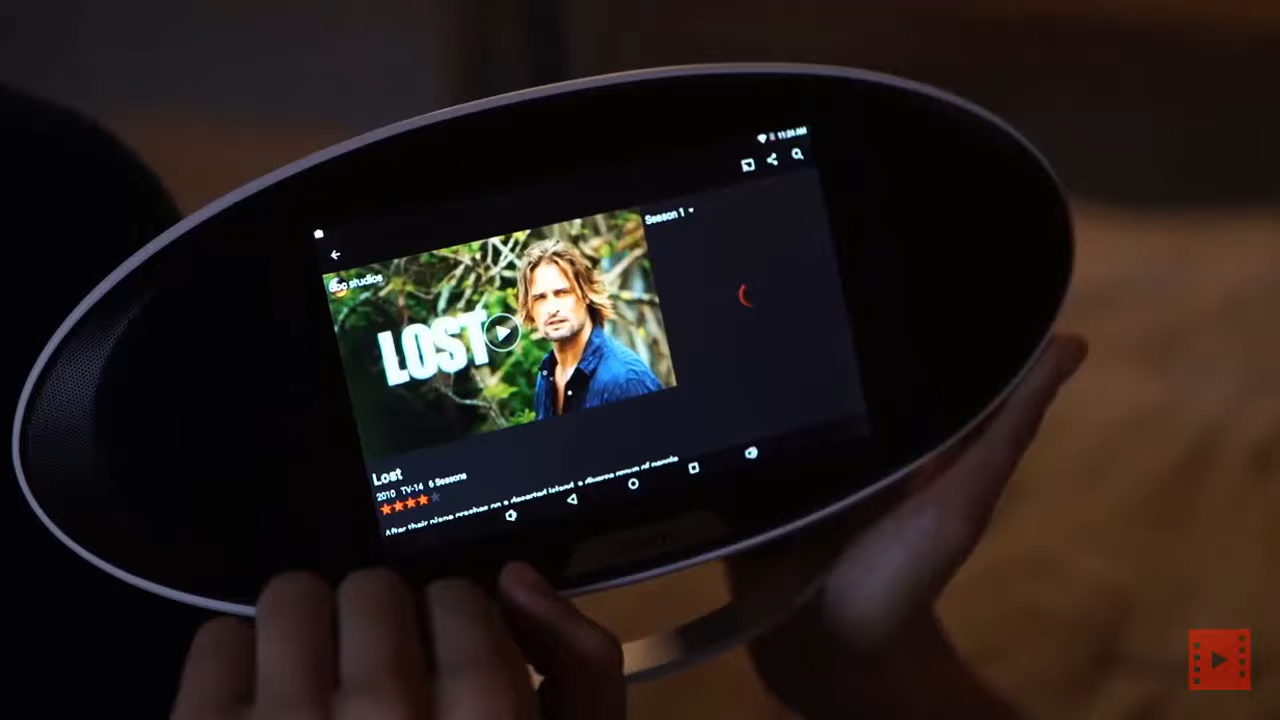 11:24 AM
Season 1
abc studios
LOST
Lost
2010 TV-14 6 Seasons
After their plane crashes on a deserted island, a diverse group of people